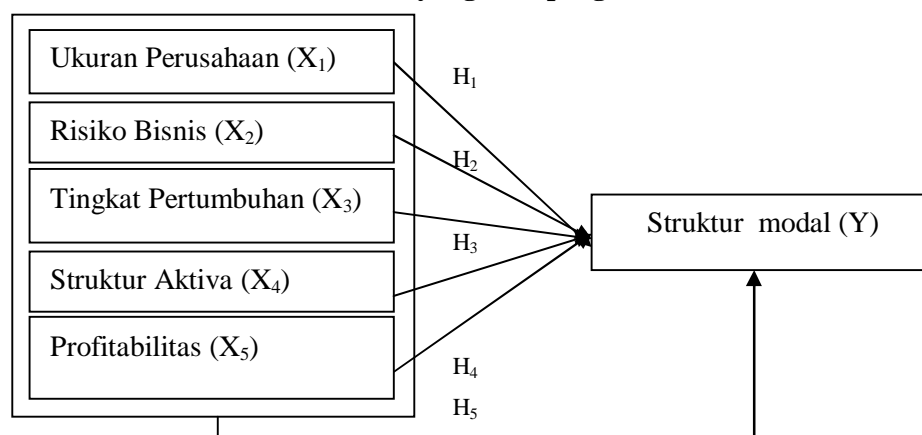 Ukuran Perusahaan (X₁)
H₁
Risiko Bisnis (X₂)
H₂
Tingkat Pertumbuhan (X₃)
Struktur modal (Y)
H₃
Struktur Aktiva (X₄)
Profitabilitas (X₅)
H₄
H₅